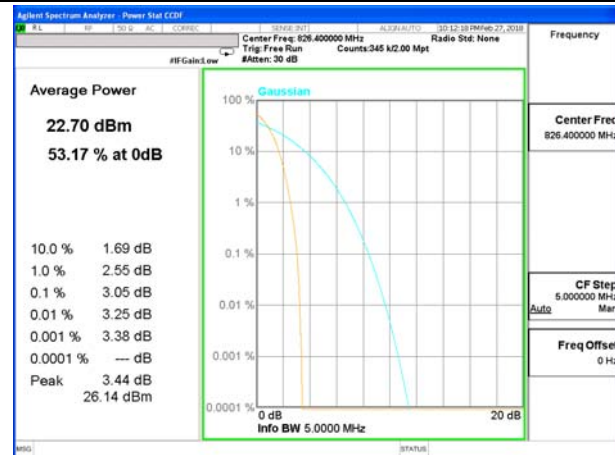 Agilent Spectrum Analyzer - Power Stat CCDF
RL RF 50 Ω AC CORREC SENSE:INT ALIGN AUTO 10:12:18 PM Feb 27, 2018
Center Freq: 826.400000 MHz Radio Std: None
Trig: Free Run Counts:345 k/2.00 Mpt
#IFGain:Low #Atten: 30 dB
Frequency
Average Power
22.70 dBm
53.17 % at 0dB
10.0 % 1.69 dB
1.0 % 2.55 dB
0.1 % 3.05 dB
0.01 % 3.25 dB
0.001 % 3.38 dB
0.0001 % --- dB
Peak 3.44 dB
26.14 dBm
Gaussian
100 %
10 %
1 %
0.1 %
0.01 %
0.001 %
0.0001 %
0 dB 20 dB
Info BW 5.0000 MHz
Center Freq
826.400000 MHz
CF Step
5.000000 MHz
Auto Man
Freq Offset
0 Hz
MSG STATUS